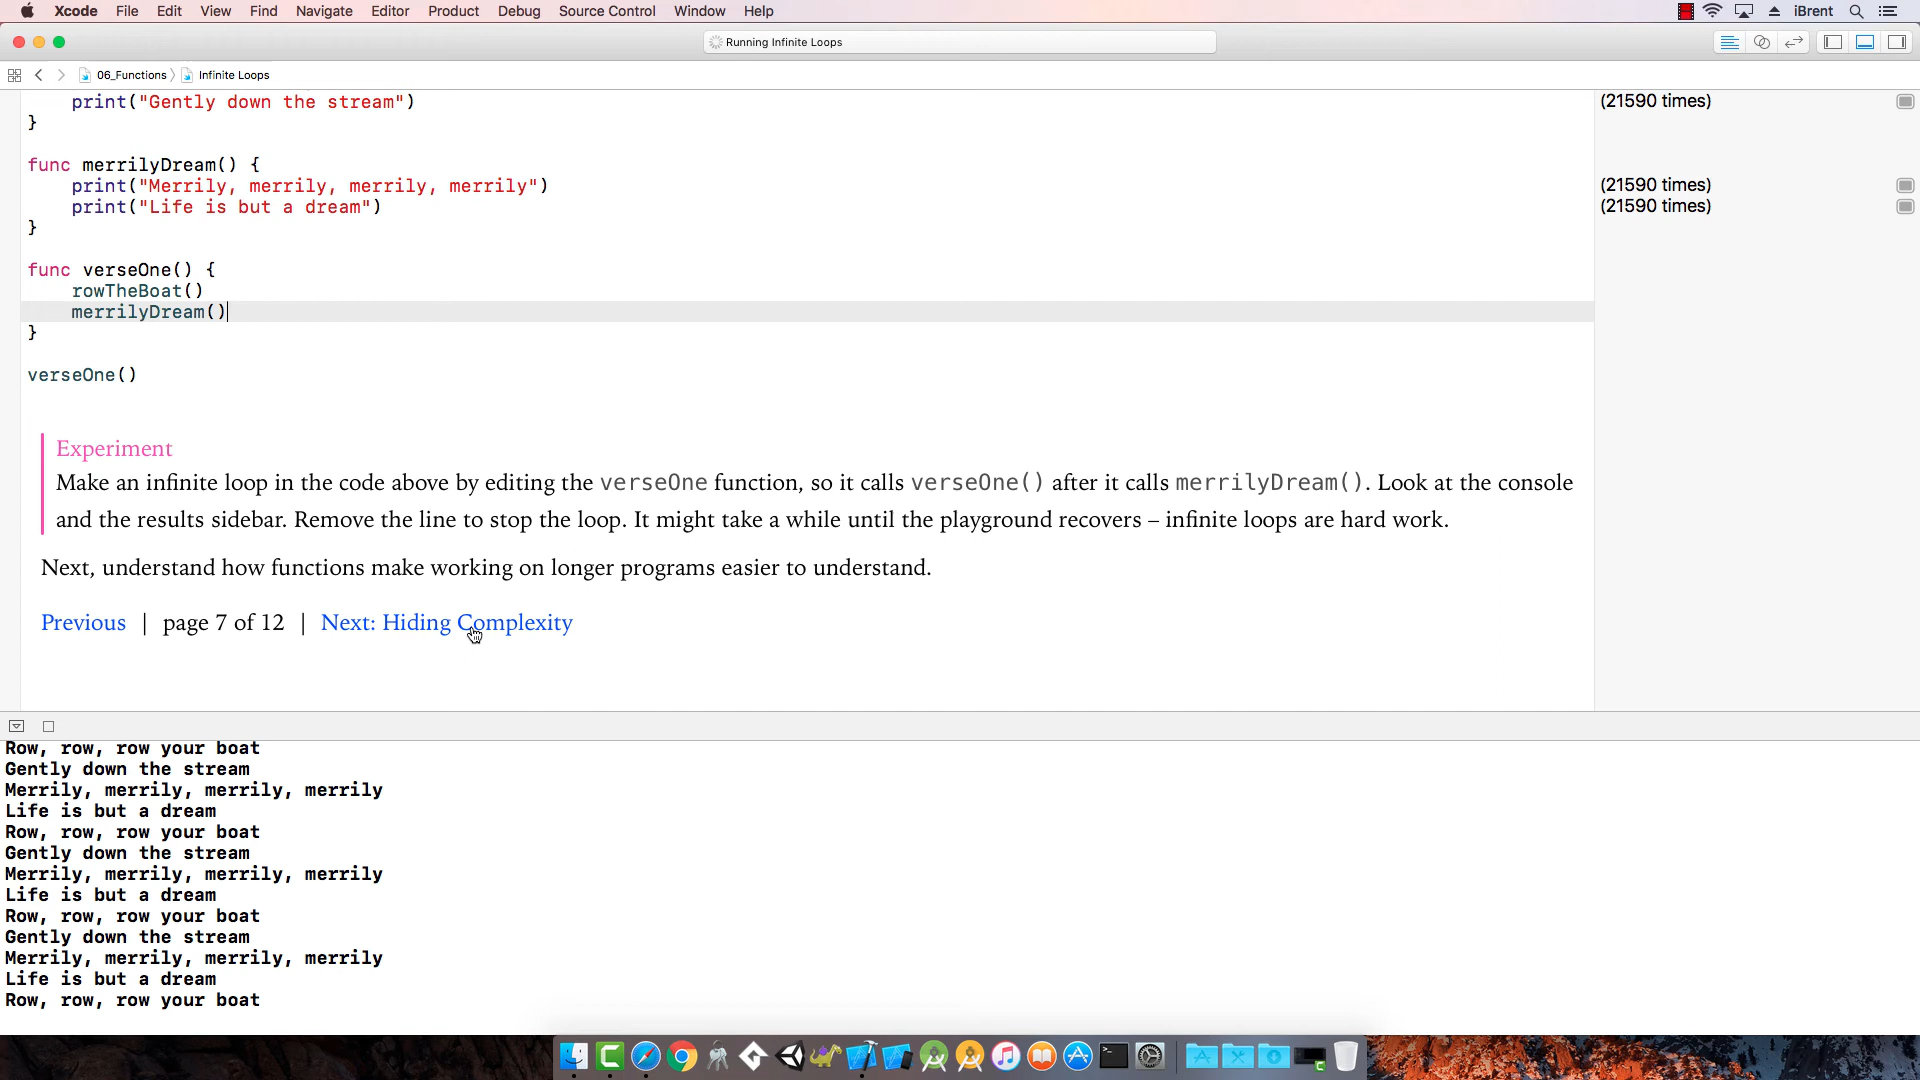 Xcode File Edit View Find Navigate Editor Product Debug Source Control Window Help iBrent
Running Infinite Loops
06_Functions Infinite Loops
print("Gently down the stream") (21590 times)
}
func merrilyDream() {
print("Merrily, merrily, merrily, merrily") (21590 times)
print("Life is but a dream") (21590 times)
}
func verseOne() {
rowTheBoat()
merrilyDream()
}
verseOne()
Experiment
Make an infinite loop in the code above by editing the verseOne function, so it calls verseOne() after it calls merrilyDream(). Look at the console
and the results sidebar. Remove the line to stop the loop. It might take a while until the playground recovers – infinite loops are hard work.
Next, understand how functions make working on longer programs easier to understand.
Previous | page 7 of 12 | Next: Hiding Complexity
Row, row, row your boat
Gently down the stream
Merrily, merrily, merrily, merrily
Life is but a dream
Row, row, row your boat
Gently down the stream
Merrily, merrily, merrily, merrily
Life is but a dream
Row, row, row your boat
Gently down the stream
Merrily, merrily, merrily, merrily
Life is but a dream
Row, row, row your boat